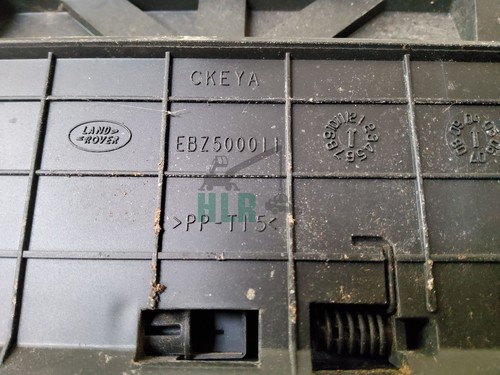 CKEYA
LAND
ROVER
EBZ500011
HLR
>PP-T15<